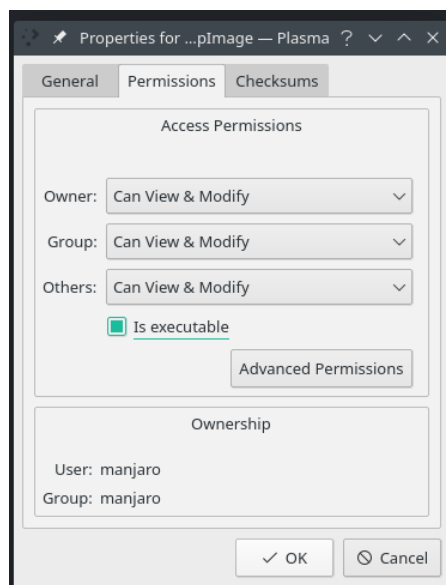 Properties for ...pImage — Plasma ?
General Permissions Checksums
Access Permissions
Owner: Can View & Modify
Group: Can View & Modify
Others: Can View & Modify
Is executable
Advanced Permissions
Ownership
User: manjaro
Group: manjaro
OK Cancel